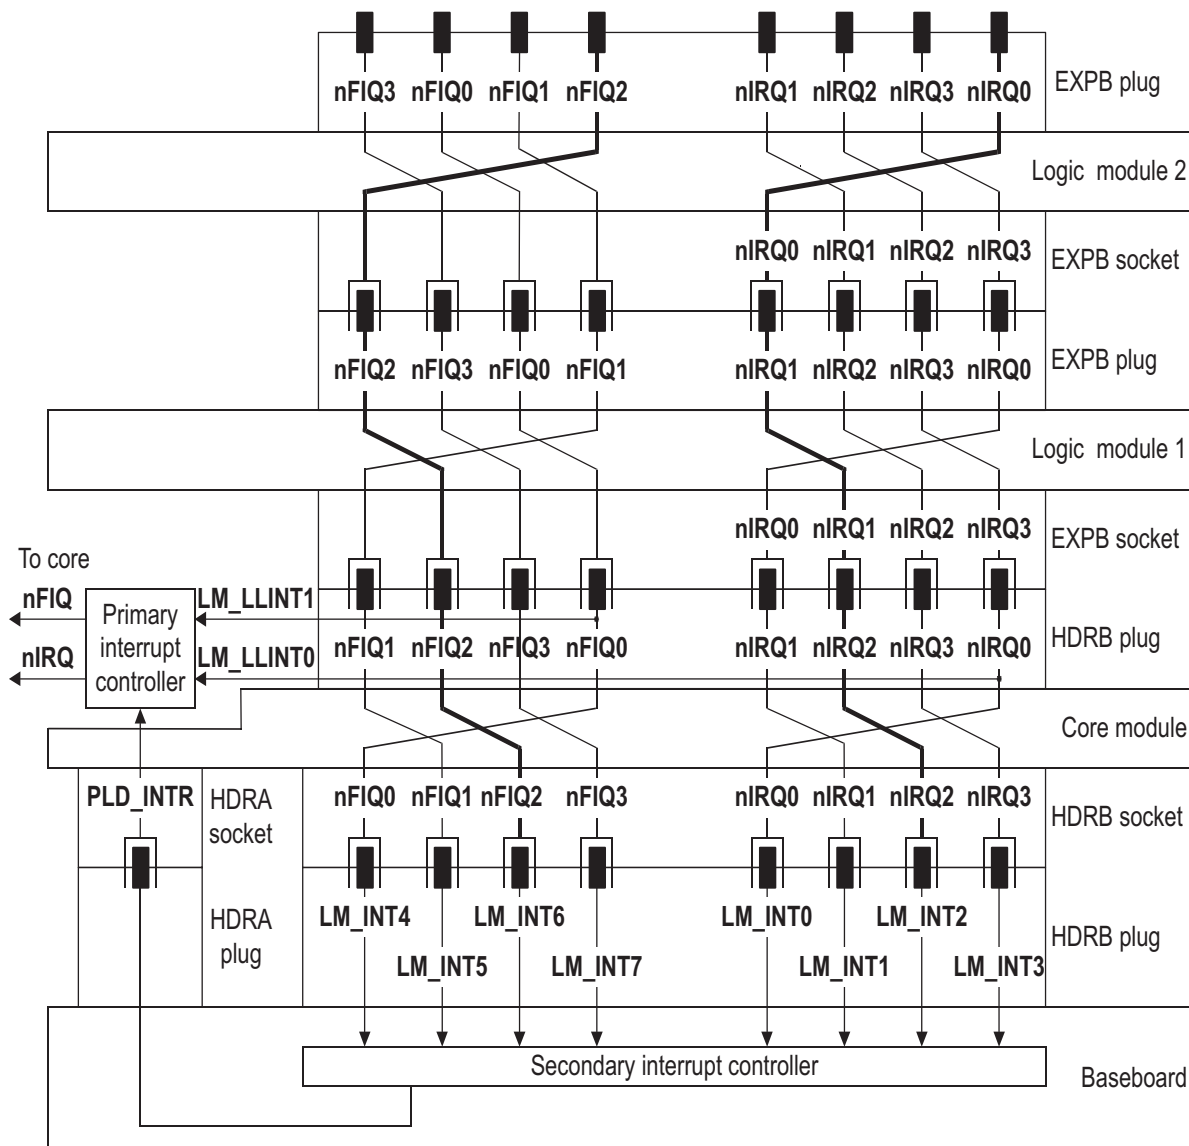 nFIQ3 nFIQ0 nFIQ1 nFIQ2 nIRQ1 nIRQ2 nIRQ3 nIRQ0
EXPB plug
Logic module 2
nIRQ0 nIRQ1 nIRQ2 nIRQ3
EXPB socket
nFIQ2 nFIQ3 nFIQ0 nFIQ1 nIRQ1 nIRQ2 nIRQ3 nIRQ0
EXPB plug
Logic module 1
nIRQ0 nIRQ1 nIRQ2 nIRQ3
EXPB socket
To core
nFIQ
LM_LLINT1
Primary
interrupt
controller
nIRQ
LM_LLINT0
nFIQ1 nFIQ2 nFIQ3 nFIQ0 nIRQ1 nIRQ2 nIRQ3 nIRQ0
HDRB plug
Core module
PLD_INTR
HDRA
socket
nFIQ0 nFIQ1 nFIQ2 nFIQ3 nIRQ0 nIRQ1 nIRQ2 nIRQ3
HDRB socket
HDRA
plug
LM_INT4 LM_INT6 LM_INT0 LM_INT2
LM_INT5 LM_INT7 LM_INT1 LM_INT3
HDRB plug
Secondary interrupt controller
Baseboard